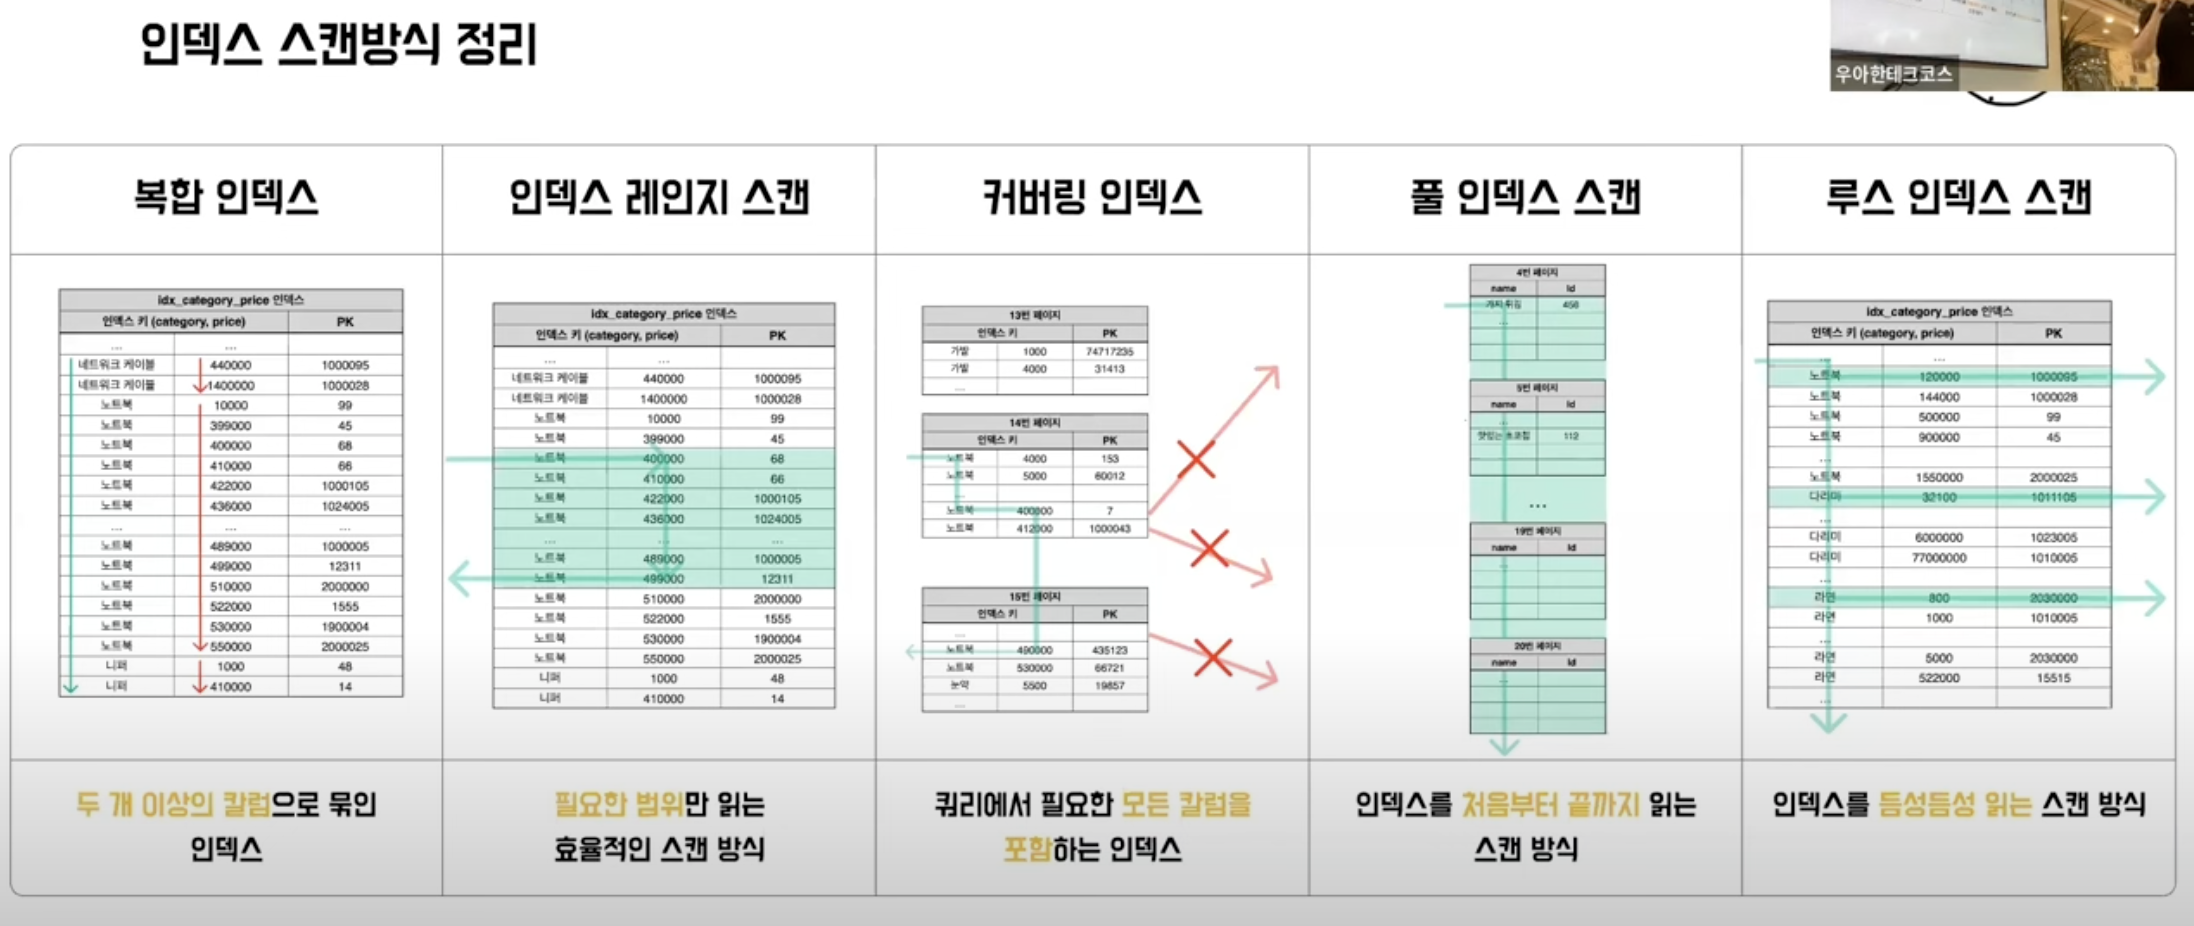 인덱스 스캔방식 정리
우아한테크코스
복합 인덱스
인덱스 레인지 스캔
커버링 인덱스
풀 인덱스 스캔
루스 인덱스 스캔
idx_category_price 인덱스
인덱스 키 (category, price) PK
... ...
네트워크 케이블 440000 1000095
네트워크 케이블 1400000 1000028
노트북 10000 99
노트북 399000 45
노트북 400000 68
노트북 410000 66
노트북 422000 1000105
노트북 436000 1024005
... ... ...
노트북 489000 1000005
노트북 499000 12311
노트북 510000 2000000
노트북 522000 1555
노트북 530000 1900004
노트북 550000 2000025
니퍼 1000 48
니퍼 410000 14
idx_category_price 인덱스
인덱스 키 (category, price) PK
... ...
네트워크 케이블 440000 1000095
네트워크 케이블 1400000 1000028
노트북 10000 99
노트북 399000 45
노트북 400000 68
노트북 410000 66
노트북 422000 1000105
노트북 436000 1024005
... ... ...
노트북 489000 1000005
노트북 499000 12311
노트북 510000 2000000
노트북 522000 1555
노트북 530000 1900004
노트북 550000 2000025
니퍼 1000 48
니퍼 410000 14
13번 페이지
인덱스 키 PK
가방 1000 74717235
가방 4000 31413
...
14번 페이지
인덱스 키 PK
노트북 4000 153
노트북 5000 60012
...
노트북 400000 7
노트북 412000 1000043
15번 페이지
인덱스 키 PK
...
노트북 490000 435123
노트북 530000 66721
눈약 5500 19857
...
4번 페이지
name Id
가지 튀김 458
...
5번 페이지
name Id
...
맛있는 초코칩 112
...
19번 페이지
name Id
...
20번 페이지
name Id
...
idx_category_price 인덱스
인덱스 키 (category, price) PK
... ...
노트북 120000 1000095
노트북 144000 1000028
노트북 500000 99
노트북 900000 45
...
노트북 1550000 2000025
다리미 32100 1011105
...
다리미 6000000 1023005
다리미 77000000 1010005
...
라면 800 2030000
라면 1000 1010005
...
라면 5000 2030000
라면 522000 15515
...
두 개 이상의 칼럼으로 묶인
인덱스
필요한 범위만 읽는
효율적인 스캔 방식
쿼리에서 필요한 모든 칼럼을
포함하는 인덱스
인덱스를 처음부터 끝까지 읽는
스캔 방식
인덱스를 듬성듬성 읽는 스캔 방식